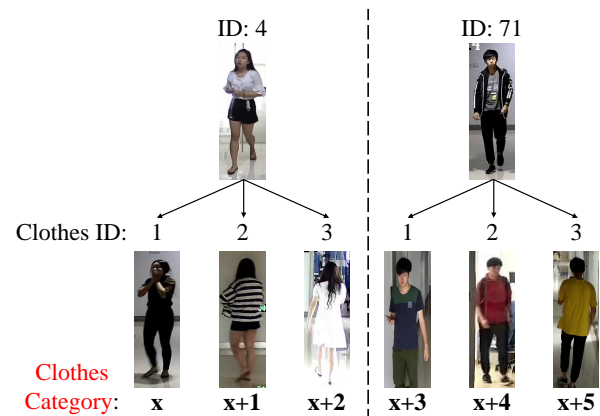 ID: 4
ID: 71
Clothes ID: 1 2 3 1 2 3
Clothes
Category: x x+1 x+2 x+3 x+4 x+5